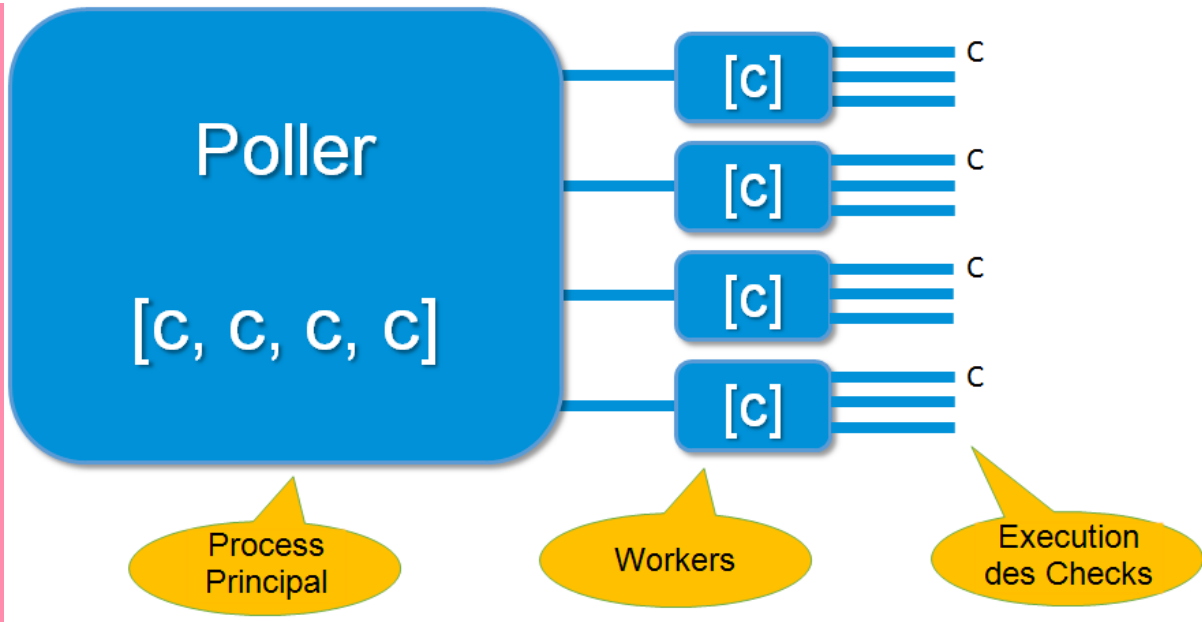 Poller
[c, c, c, c]
[c]
c
[c]
c
[c]
c
[c]
c
Process
Principal
Workers
Execution
des Checks